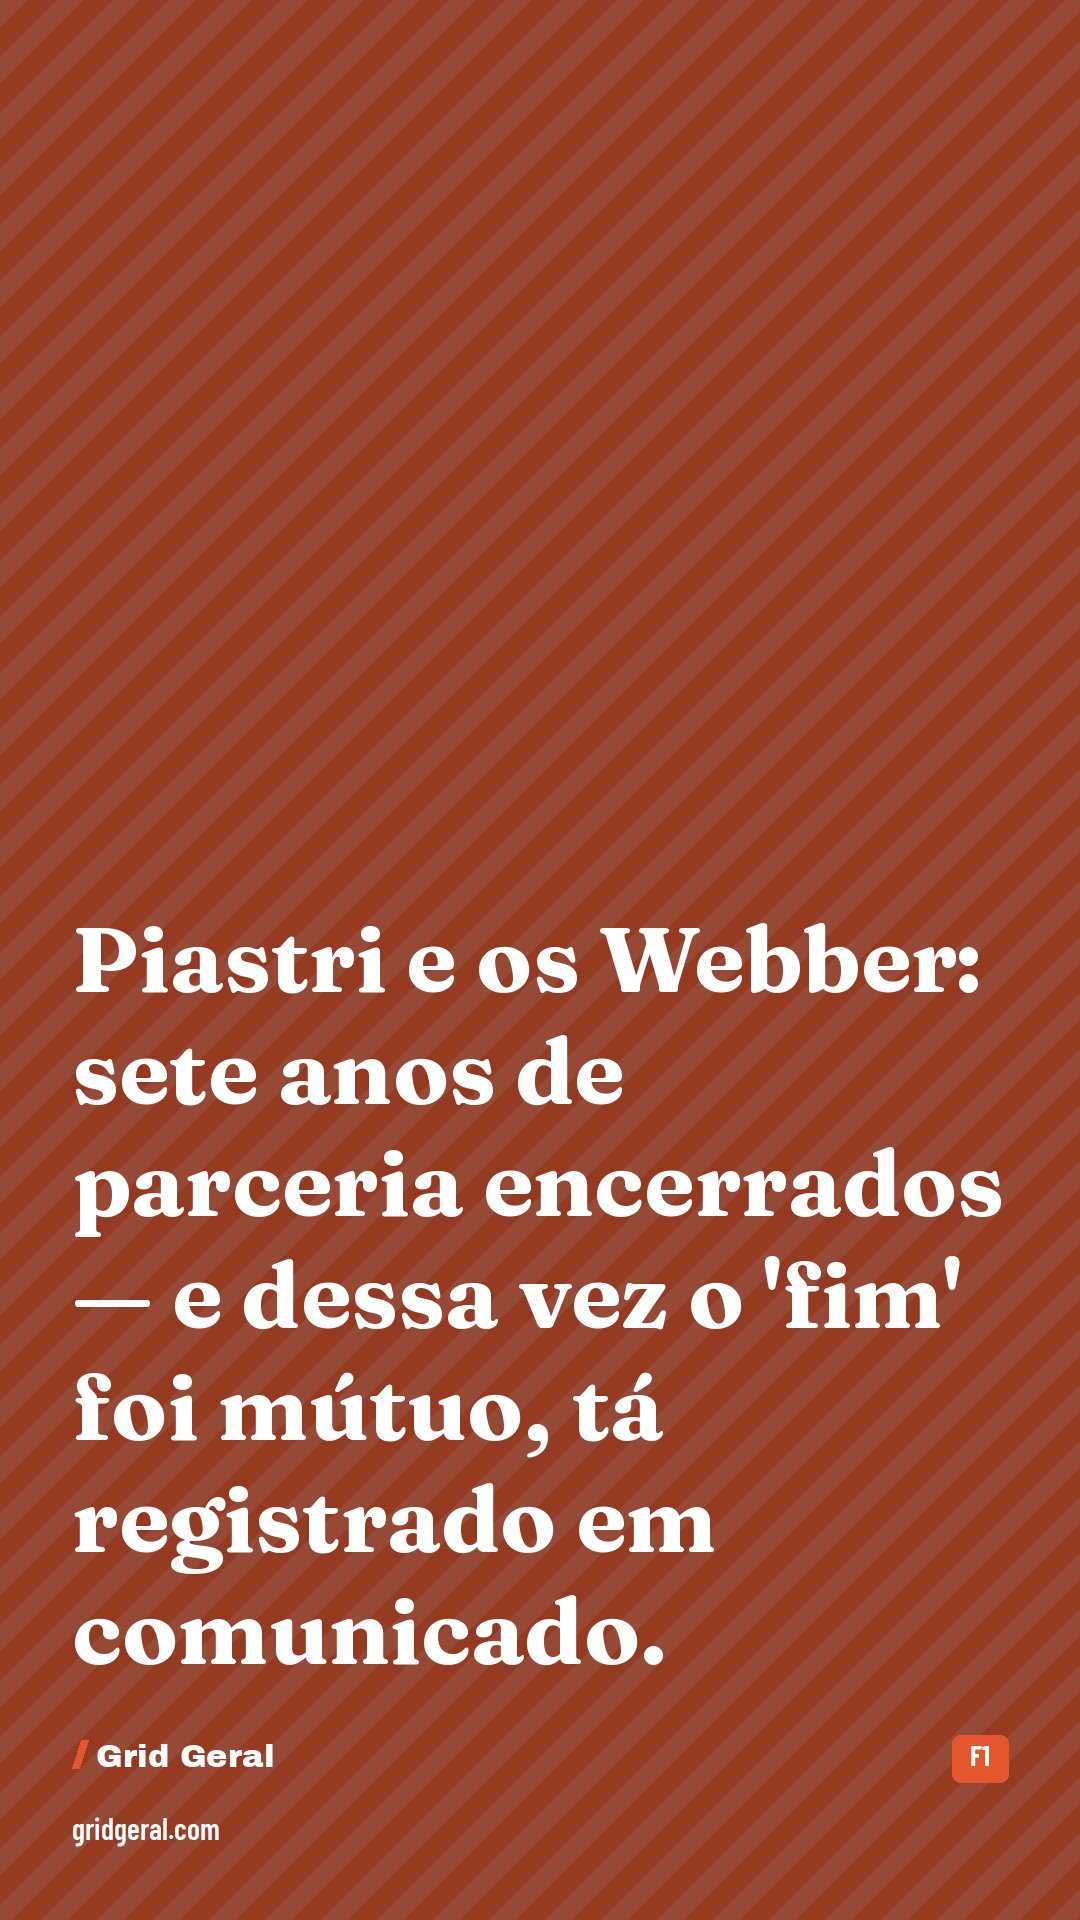 Piastri e os Webber:
sete anos de
parceria encerrados
— e dessa vez o 'fim'
foi mútuo, tá
registrado em
comunicado.
/ Grid Geral
F1
gridgeral.com